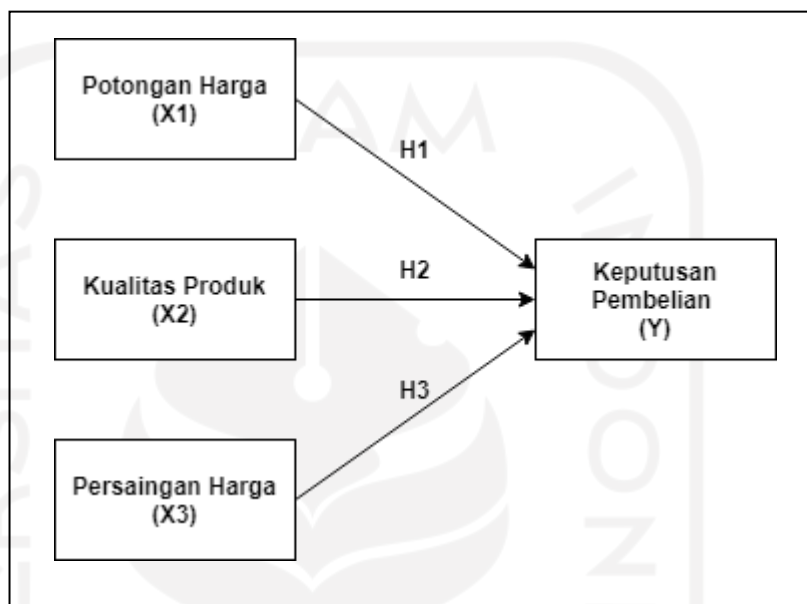 Potongan Harga
(X1)
H1
Kualitas Produk
(X2)
H2
Keputusan
Pembelian
(Y)
H3
Persaingan Harga
(X3)